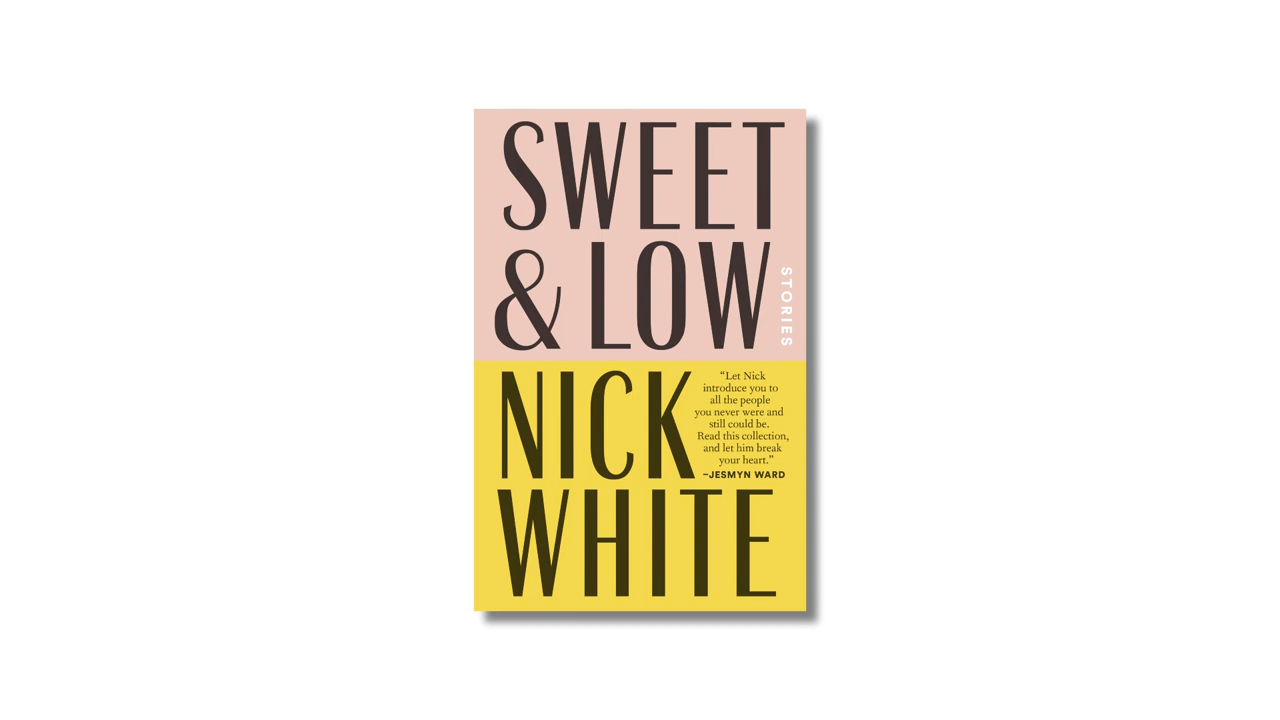 SWEET
& LOW
STORIES
NICK
“Let Nick
introduce you to
all the people
you never were and
still could be.
Read this collection,
and let him break
your heart.”
–JESMYN WARD
WHITE